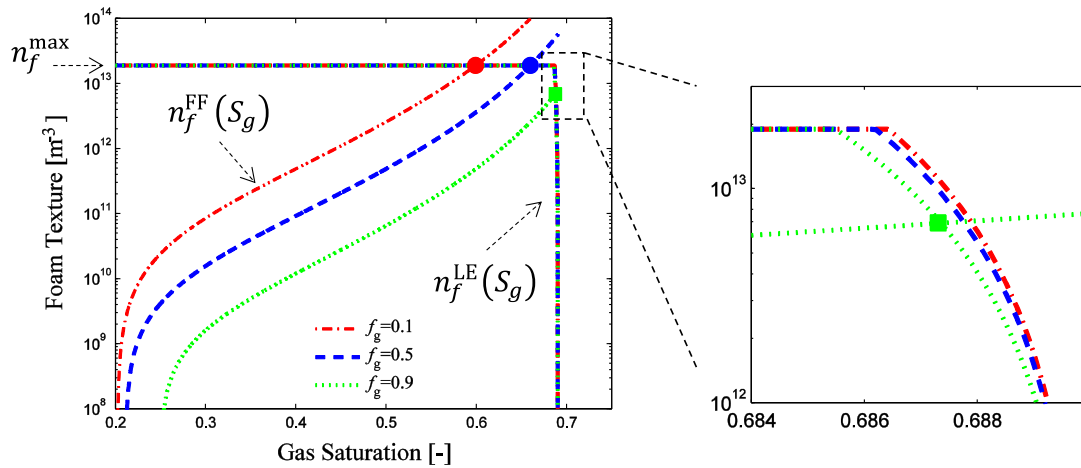 n_f^max
Foam Texture [m^-3]
10^14
10^13
10^12
10^11
10^10
10^9
10^8
n_f^FF(S_g)
n_f^LE(S_g)
f_g=0.1
f_g=0.5
f_g=0.9
0.2 0.3 0.4 0.5 0.6 0.7
Gas Saturation [-]
10^13
10^12
0.684 0.686 0.688